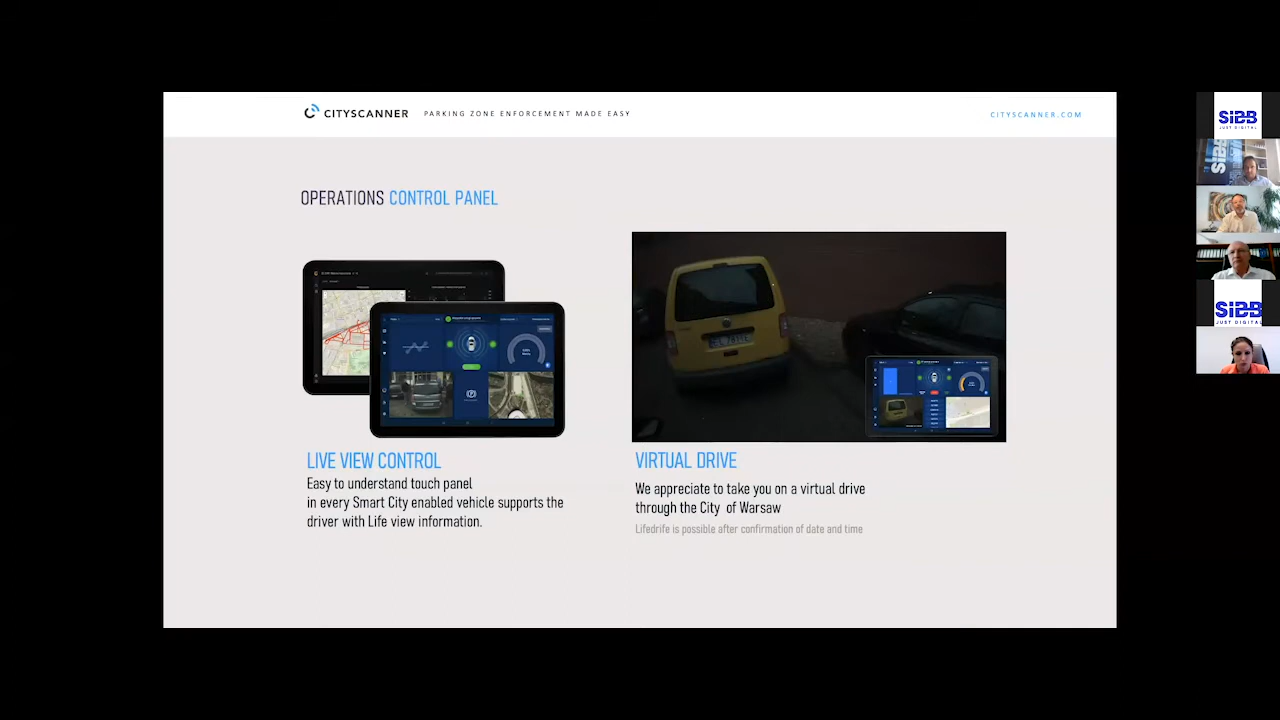 CITYSCANNER
PARKING ZONE ENFORCEMENT MADE EASY
CITYSCANNER.COM
OPERATIONS CONTROL PANEL
LIVE VIEW CONTROL
Easy to understand touch panel
in every Smart City enabled vehicle supports the
driver with Life view information.
VIRTUAL DRIVE
We appreciate to take you on a virtual drive
through the City of Warsaw
Lifedrife is possible after confirmation of date and time
SIBB
JUST DIGITAL
SIBB
SIBB
JUST DIGITAL